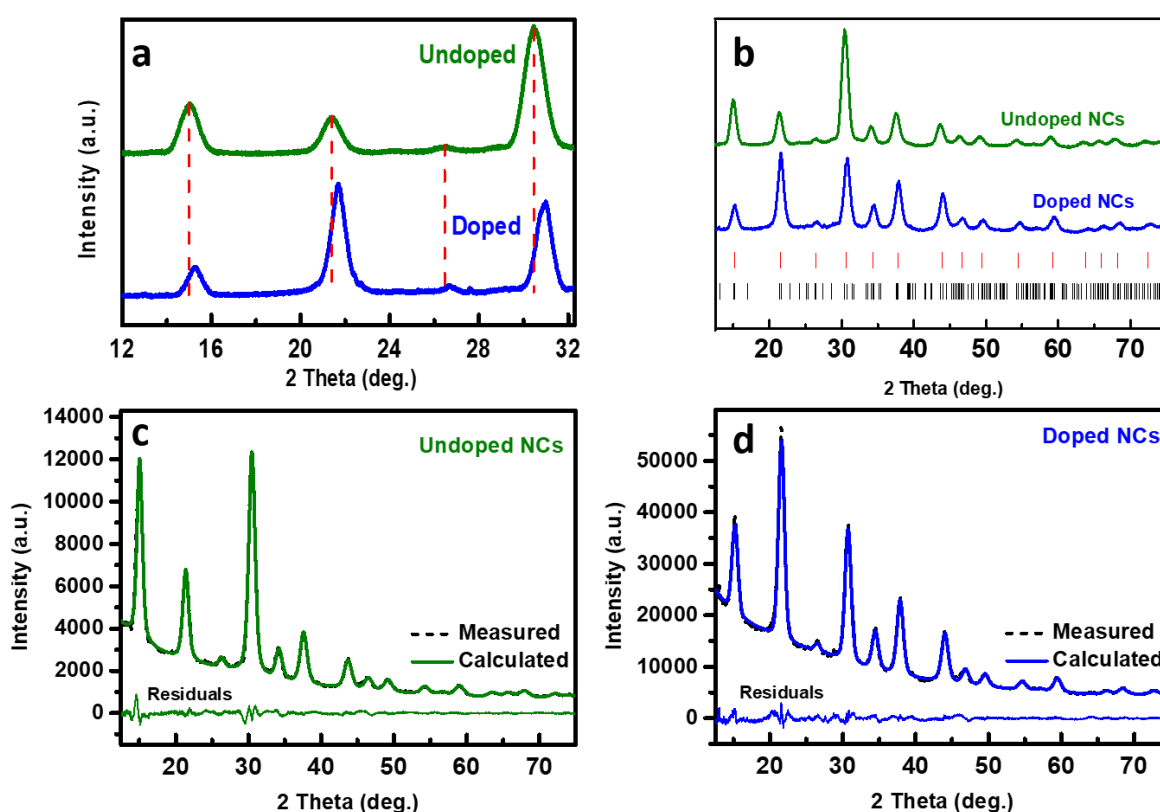 a
Undoped
Doped
Intensity (a.u.)
12 16 20 24 28 32
2 Theta (deg.)
b
Undoped NCs
Doped NCs
Intensity (a.u.)
20 30 40 50 60 70
2 Theta (deg.)
c
Undoped NCs
14000
12000
10000
8000
6000
4000
2000
0
Intensity (a.u.)
Measured
Calculated
Residuals
20 30 40 50 60 70
2 Theta (deg.)
d
Doped NCs
50000
40000
30000
20000
10000
0
Intensity (a.u.)
Measured
Calculated
Residuals
20 30 40 50 60 70
2 Theta (deg.)